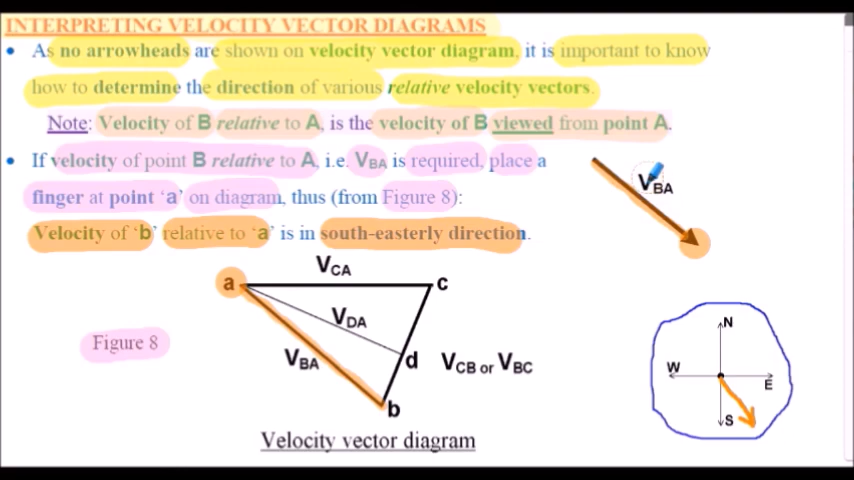 INTERPRETING VELOCITY VECTOR DIAGRAMS
• As no arrowheads are shown on velocity vector diagram, it is important to know
how to determine the direction of various relative velocity vectors.
Note: Velocity of B relative to A, is the velocity of B viewed from point A.
• If velocity of point B relative to A, i.e. VBA is required, place a
finger at point ‘a’ on diagram, thus (from Figure 8):
Velocity of ‘b’ relative to ‘a’ is in south-easterly direction.
VBA
VCA
a
c
VDA
Figure 8
VBA
d
VCB or VBC
b
Velocity vector diagram
N
W
E
S